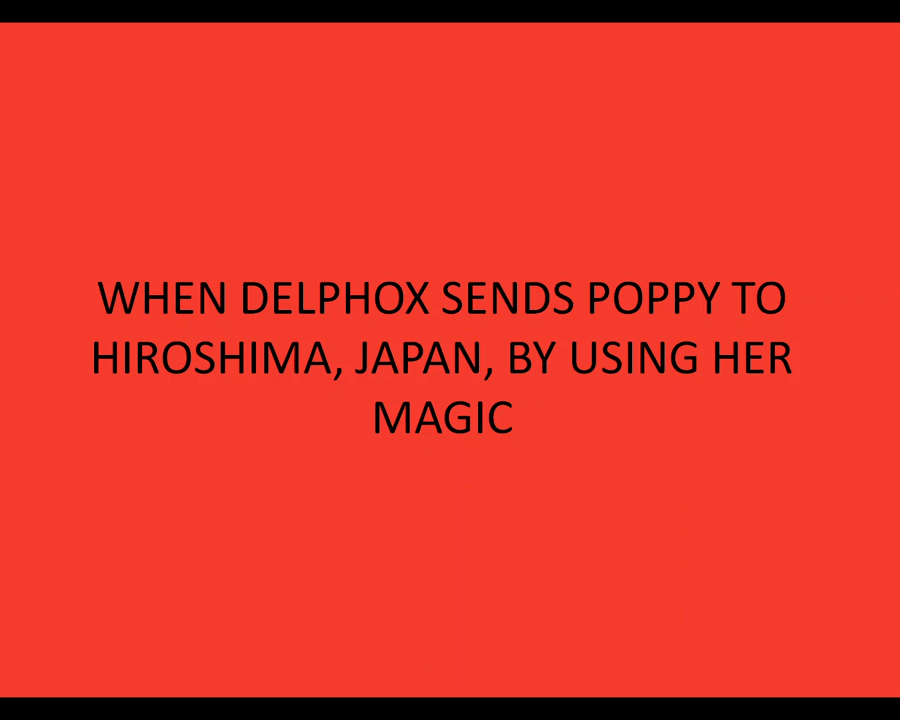 WHEN DELPHOX SENDS POPPY TO
HIROSHIMA, JAPAN, BY USING HER
MAGIC